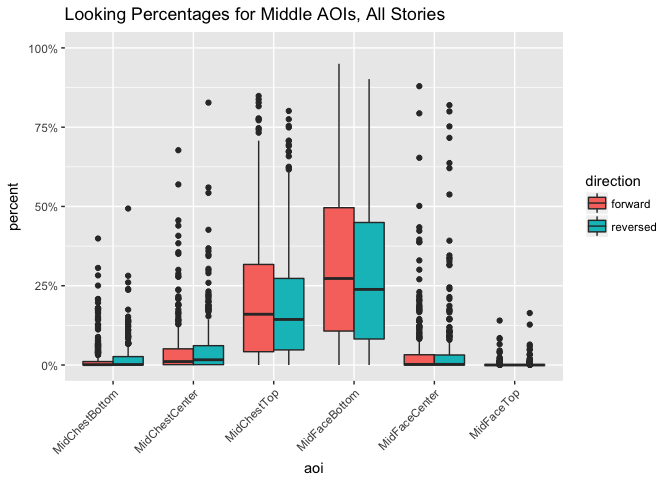 Looking Percentages for Middle AOIs, All Stories
100%
75%
50%
25%
0%
percent
MidChestBottom
MidChestCenter
MidChestTop
MidFaceBottom
MidFaceCenter
MidFaceTop
aoi
direction
forward
reversed